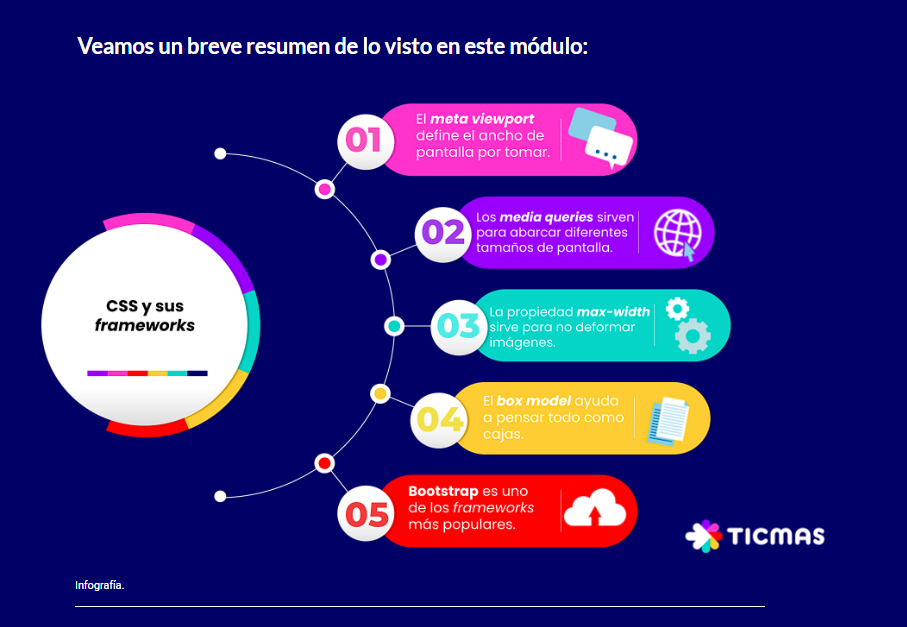 Veamos un breve resumen de lo visto en este módulo:
01
El meta viewport
define el ancho de
pantalla por tomar.
02
Los media queries sirven
para abarcar diferentes
tamaños de pantalla.
CSS y sus
frameworks
03
La propiedad max-width
sirve para no deformar
imágenes.
04
El box model ayuda
a pensar todo como
cajas.
05
Bootstrap es uno
de los frameworks
más populares.
TICMAS
Infografía.